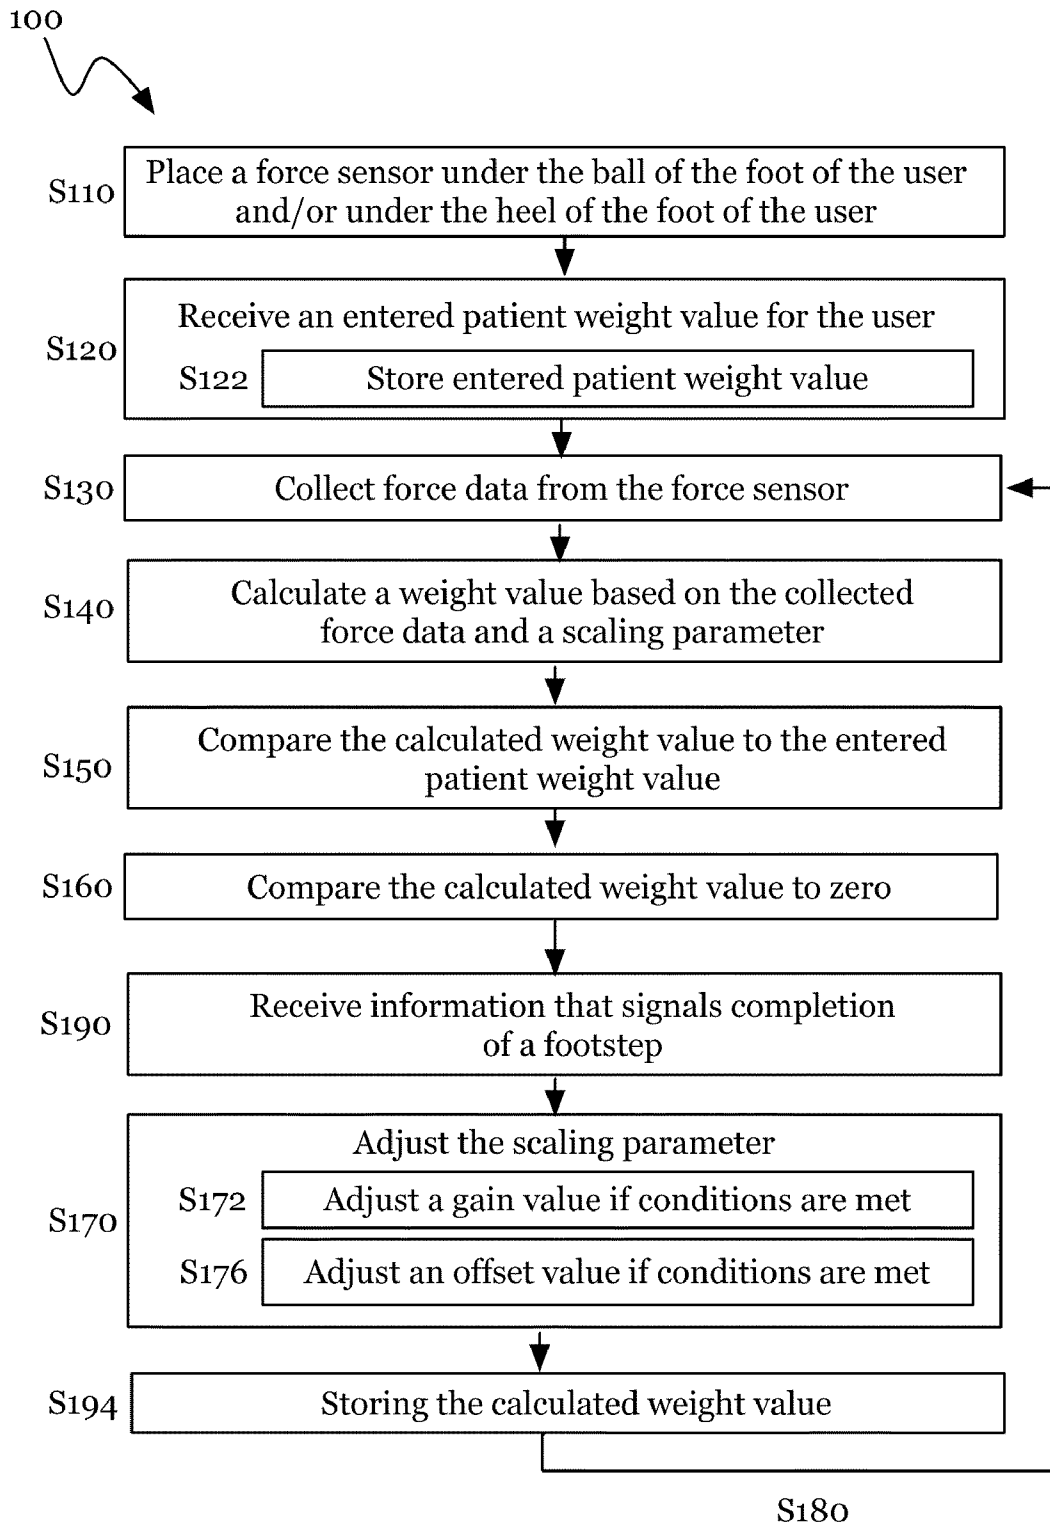 100
S110
Place a force sensor under the ball of the foot of the user
and/or under the heel of the foot of the user
S120
Receive an entered patient weight value for the user
S122
Store entered patient weight value
S130
Collect force data from the force sensor
S140
Calculate a weight value based on the collected
force data and a scaling parameter
S150
Compare the calculated weight value to the entered
patient weight value
S160
Compare the calculated weight value to zero
S190
Receive information that signals completion
of a footstep
S170
Adjust the scaling parameter
S172
Adjust a gain value if conditions are met
S176
Adjust an offset value if conditions are met
S194
Storing the calculated weight value
S180